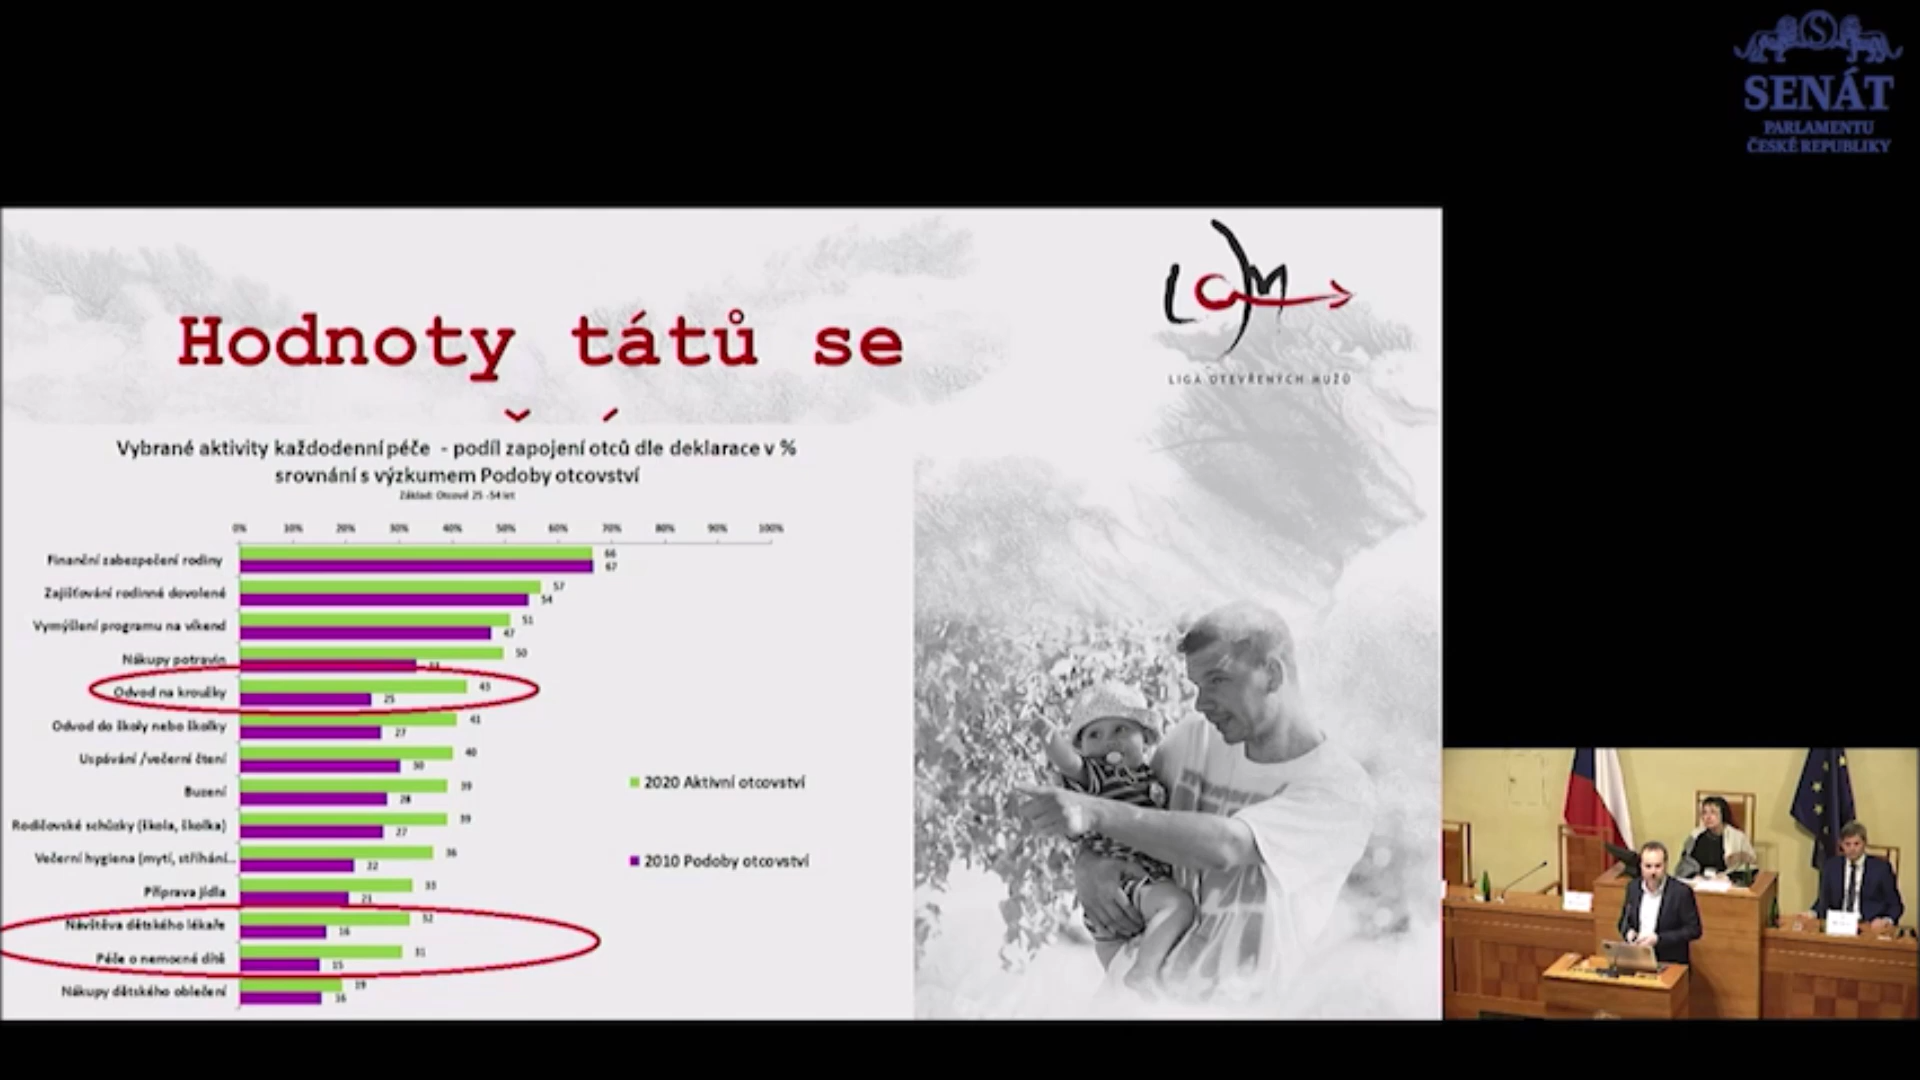 SENÁT
PARLAMENTU
ČESKÉ REPUBLIKY
Hodnoty tátů se
LIGA OTEVŘENÝCH MUŽŮ
Vybrané aktivity každodenní péče - podíl zapojení otců dle deklarace v %
srovnání s výzkumem Podoby otcovství
Základ: Otcové 25 -54 let
0% 10% 20% 30% 40% 50% 60% 70% 80% 90% 100%
Finanční zabezpečení rodiny 66 67
Zajišťování rodinné dovolené 57 54
Vymýšlení programu na víkend 51 47
Nákupy potravin 50
Odvod na kroužky 43 25
Odvod do školy nebo školky 41 27
Uspávání /večerní čtení 40 30
Buzení 39 28
Rodičovské schůzky (škola, školka) 39 27
Večerní hygiena (mytí, stříhání... 36 22
Příprava jídla 33 21
Návštěva dětského lékaře 32 16
Péče o nemocné dítě 31 15
Nákupy dětského oblečení 19 16
2020 Aktivní otcovství
2010 Podoby otcovství